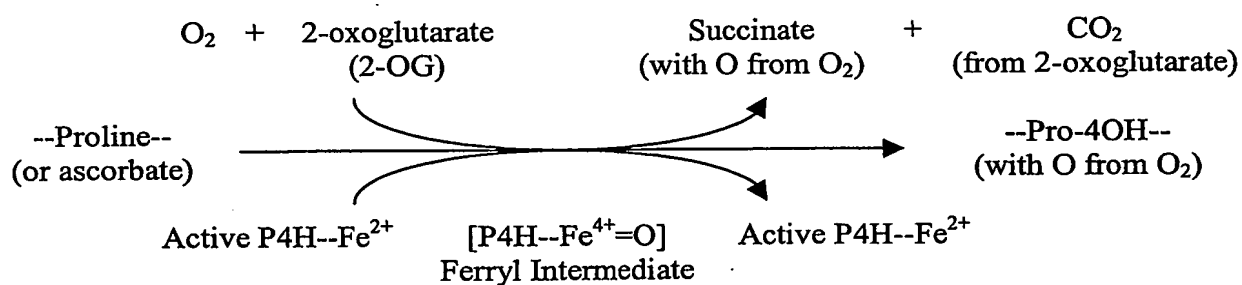 O₂ + 2-oxoglutarate Succinate + CO₂
(2-OG) (with O from O₂) (from 2-oxoglutarate)
--Proline-- --Pro-4OH--
(or ascorbate) (with O from O₂)
Active P4H--Fe²⁺ [P4H--Fe⁴⁺=O] Active P4H--Fe²⁺
Ferryl Intermediate